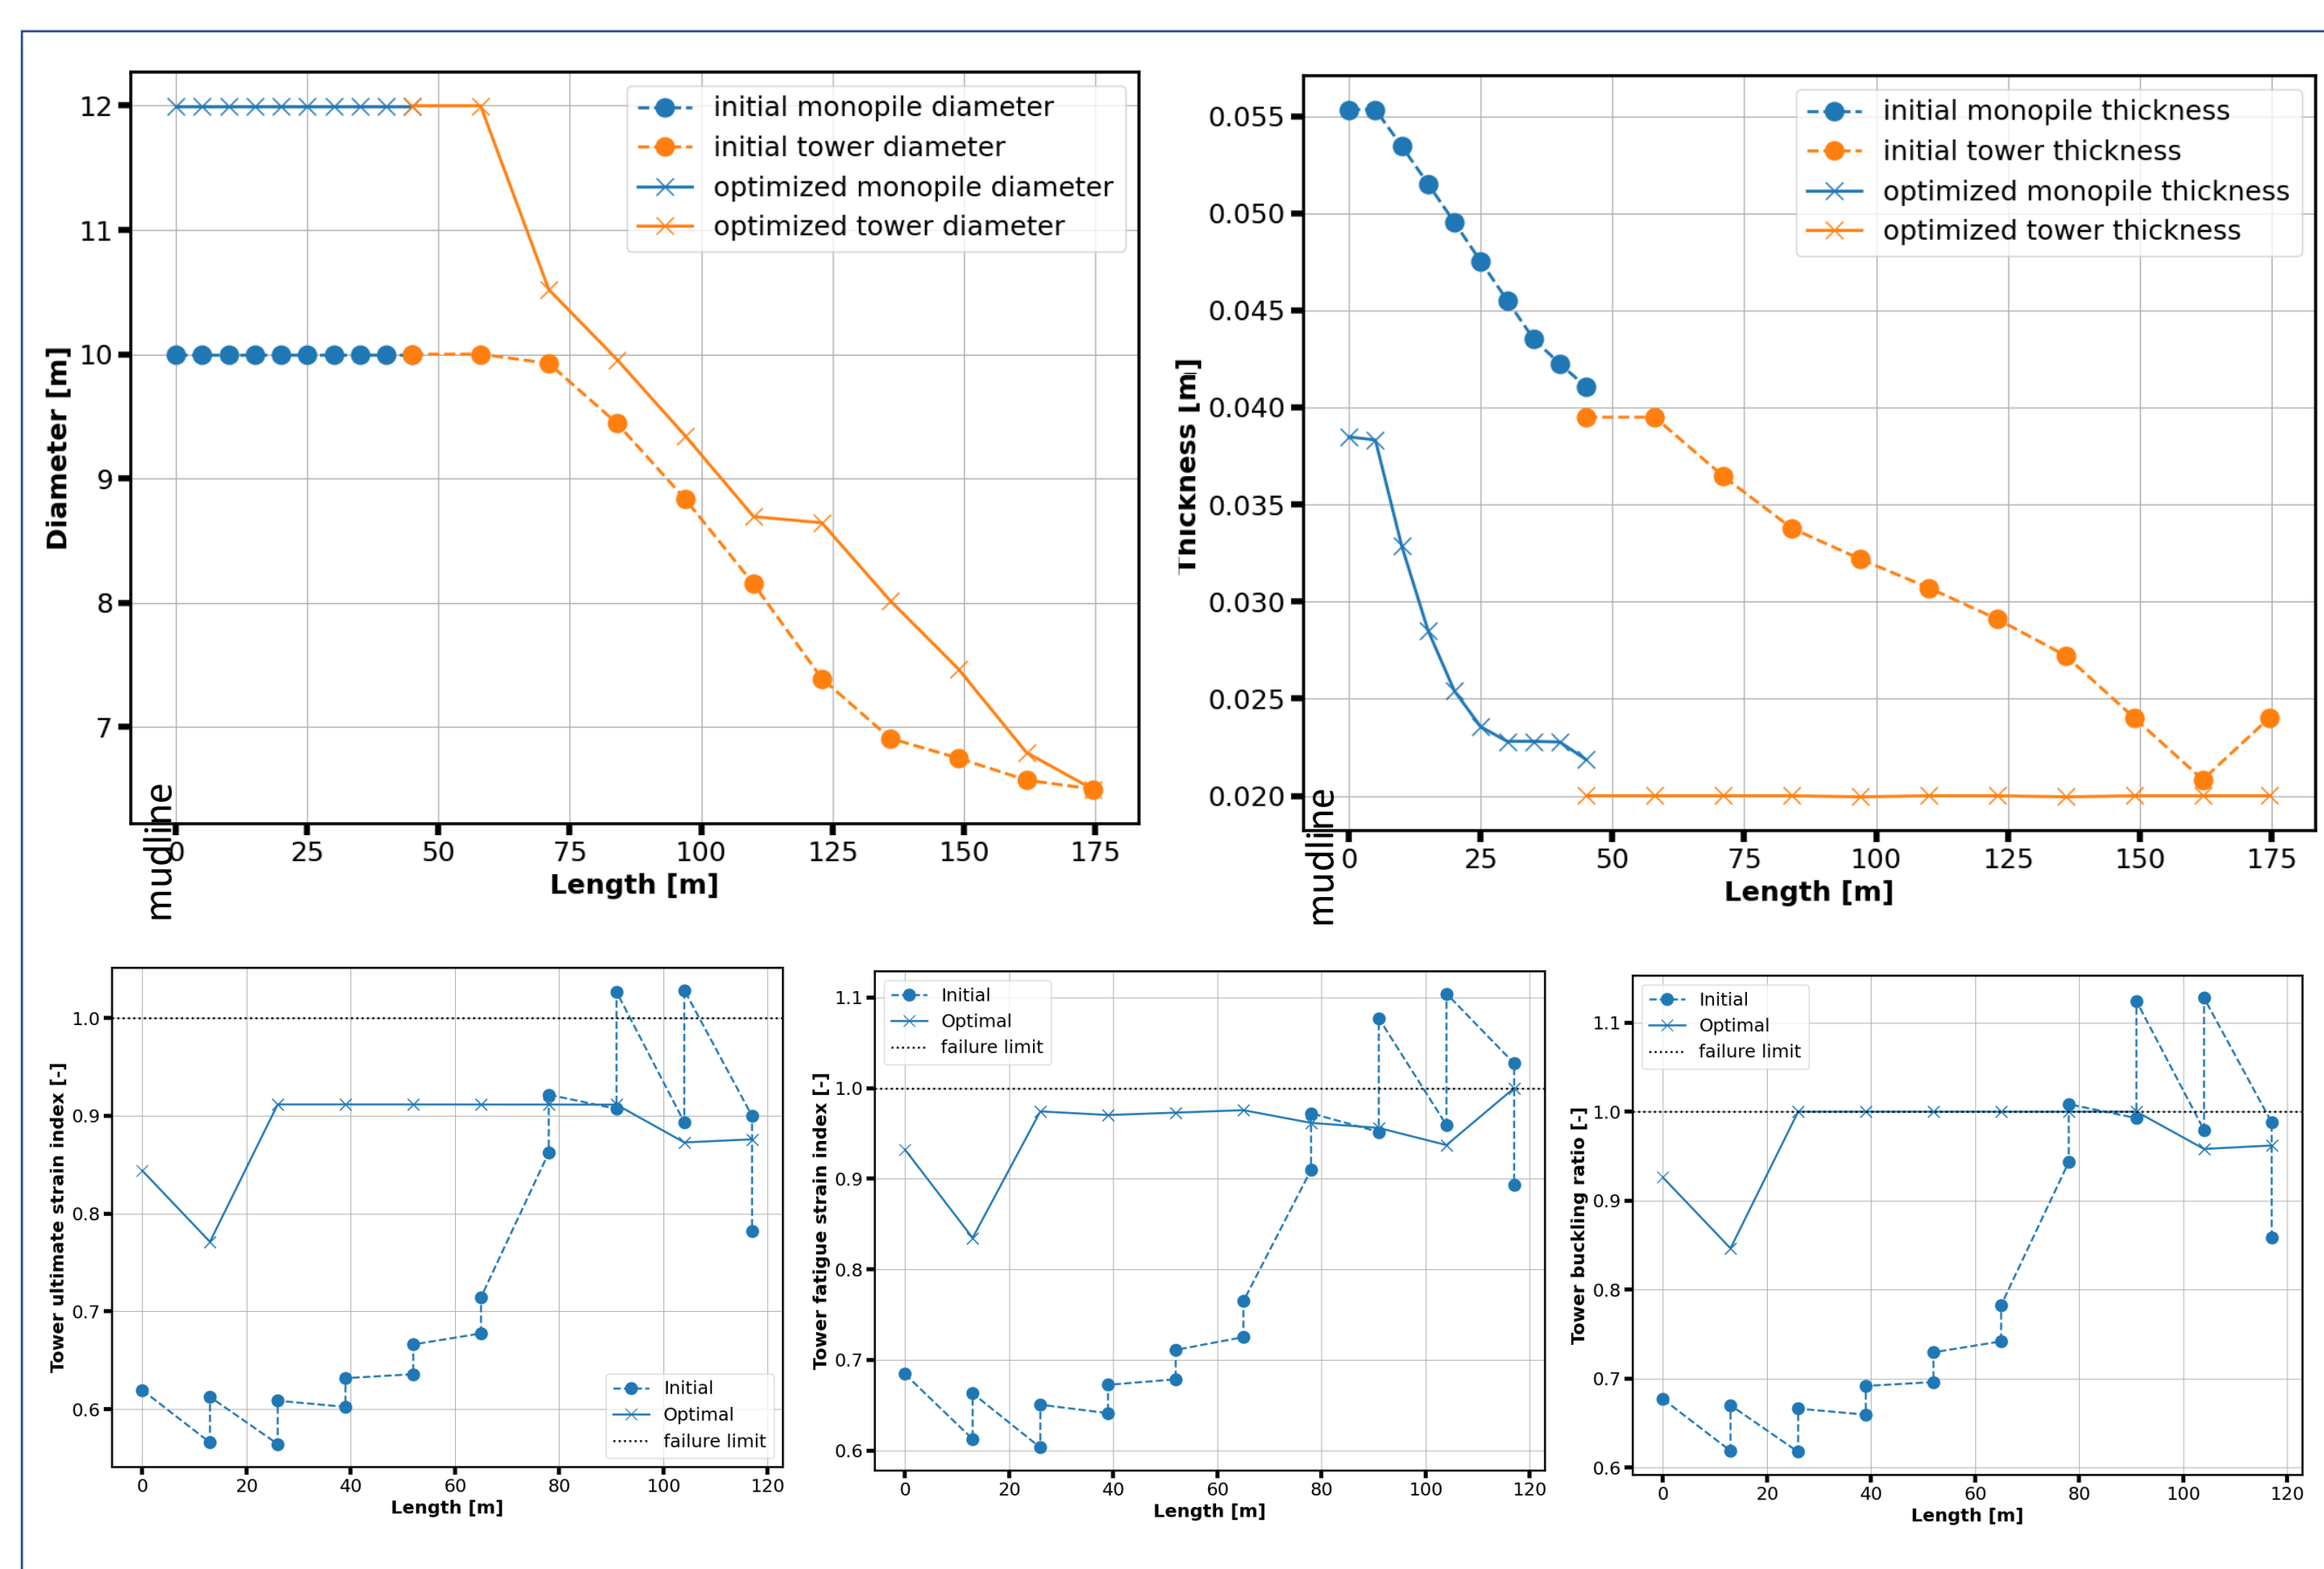 initial monopile diameter
initial tower diameter
optimized monopile diameter
optimized tower diameter
12
11
10
9
8
7
Diameter [m]
0
25
50
75
100
125
150
175
Length [m]
mudline
initial monopile thickness
initial tower thickness
optimized monopile thickness
optimized tower thickness
0.055
0.050
0.045
0.040
0.035
0.030
0.025
0.020
Thickness [m]
0
25
50
75
100
125
150
175
Length [m]
mudline
1.0
0.9
0.8
0.7
0.6
Tower ultimate strain index [-]
Initial
Optimal
failure limit
0
20
40
60
80
100
120
Length [m]
Initial
Optimal
failure limit
1.1
1.0
0.9
0.8
0.7
0.6
Tower fatigue strain index [-]
0
20
40
60
80
100
120
Length [m]
Initial
Optimal
failure limit
1.1
1.0
0.9
0.8
0.7
0.6
Tower buckling ratio [-]
0
20
40
60
80
100
120
Length [m]